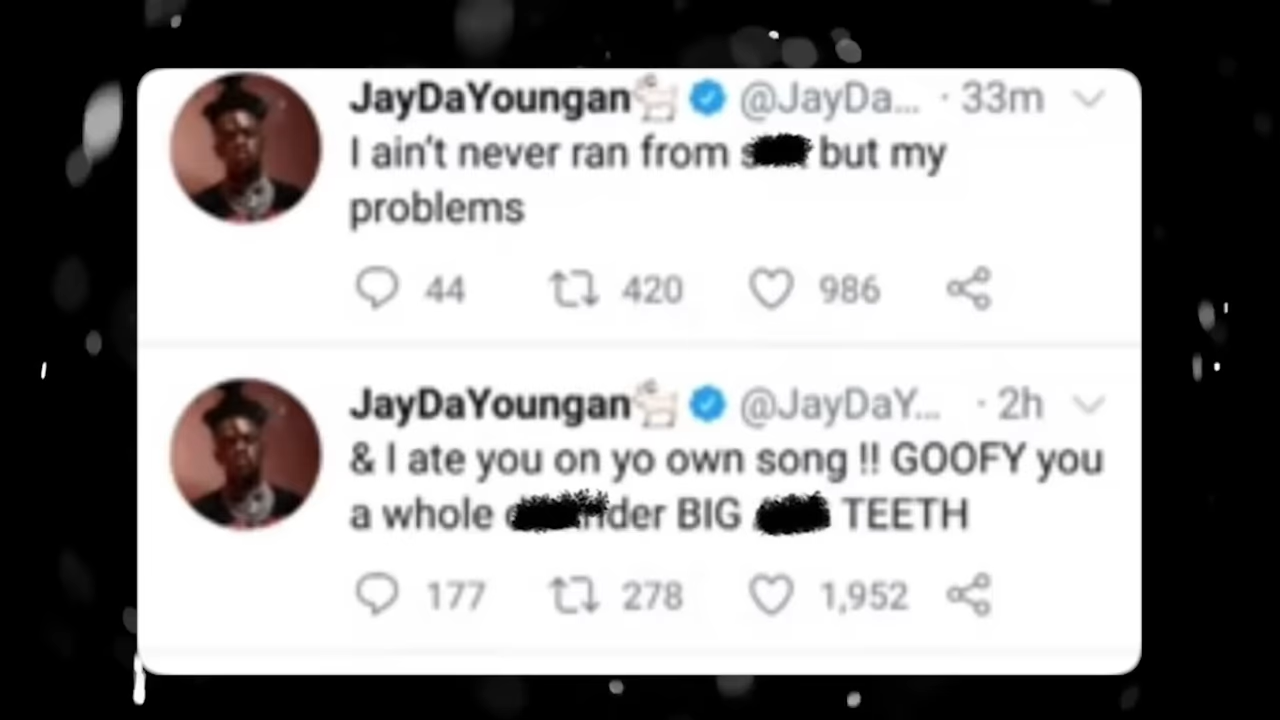 JayDaYoungan🐐 @JayDa... · 33m
I ain't never ran from but my
problems
44 420 986
JayDaYoungan🐐 @JayDaY... · 2h
& I ate you on yo own song !! GOOFY you
a whole BIG TEETH
177 278 1,952